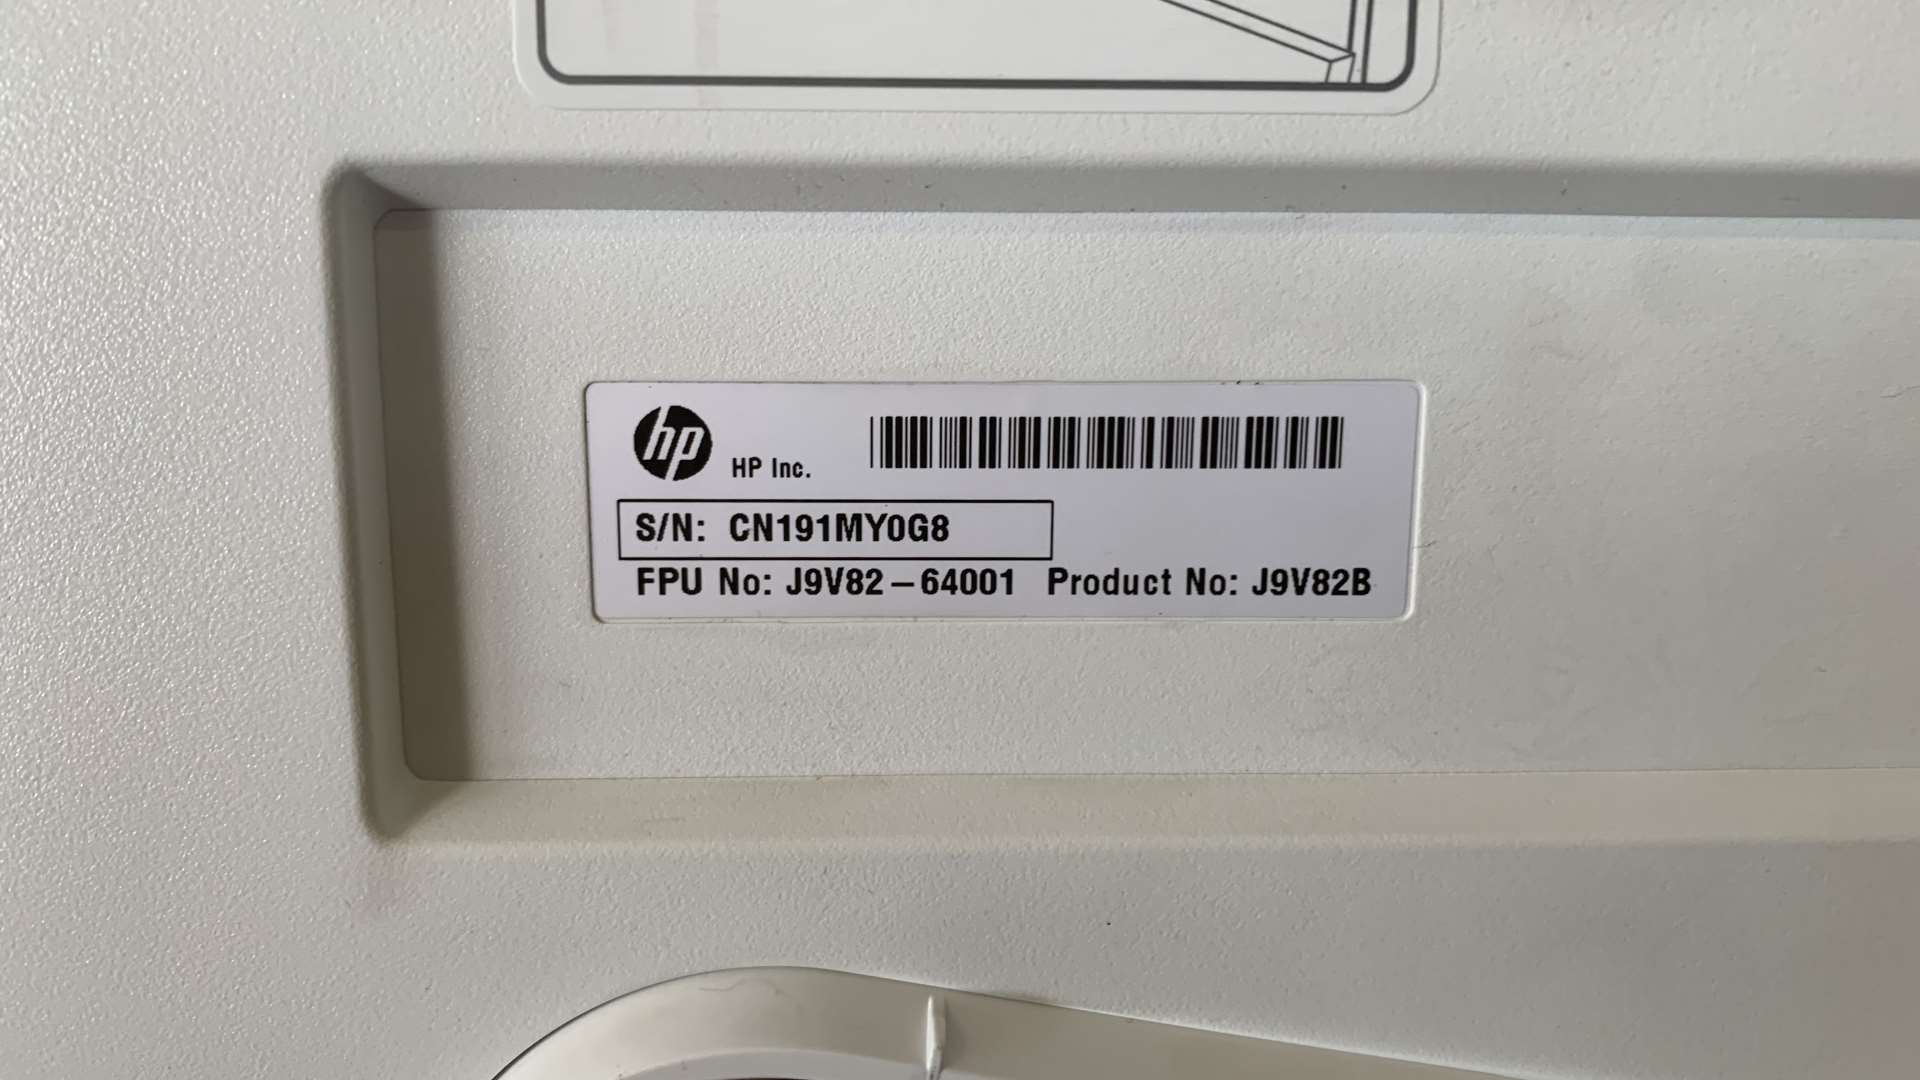 hp HP Inc.
S/N: CN191MY0G8
FPU No: J9V82-64001 Product No: J9V82B